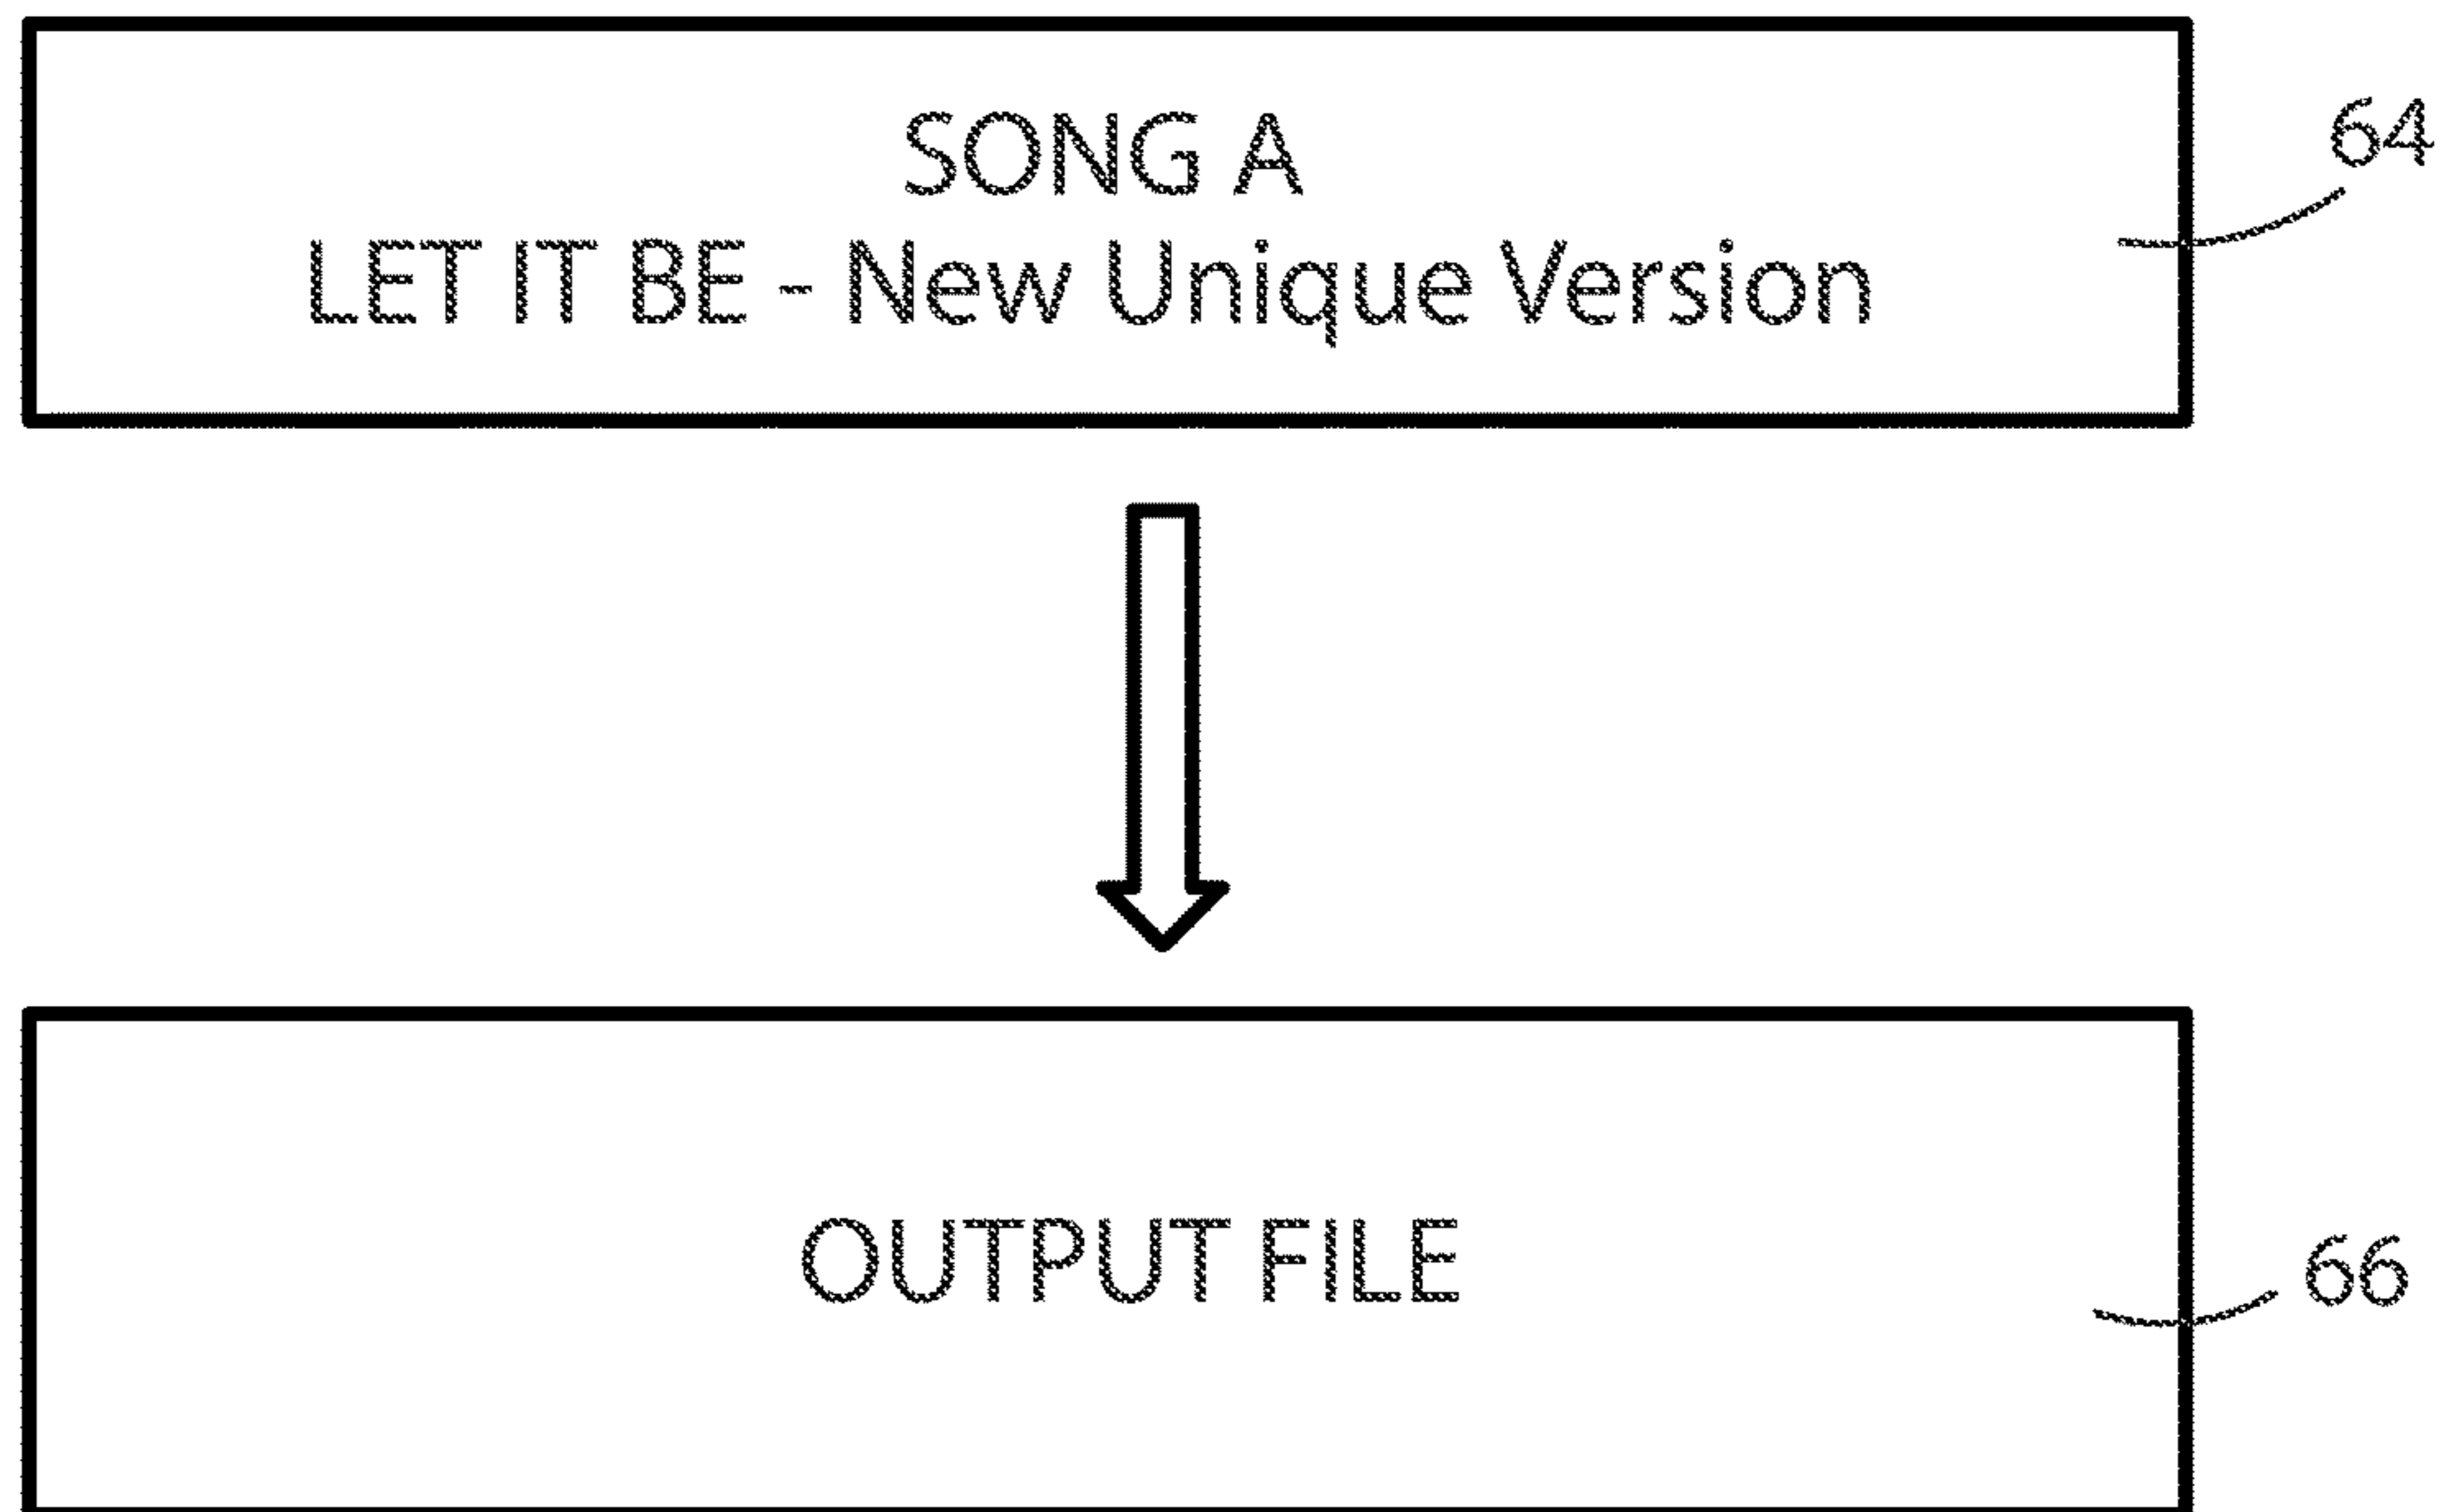 SONG A
64
LET IT BE - New Unique Version
OUTPUT FILE
66